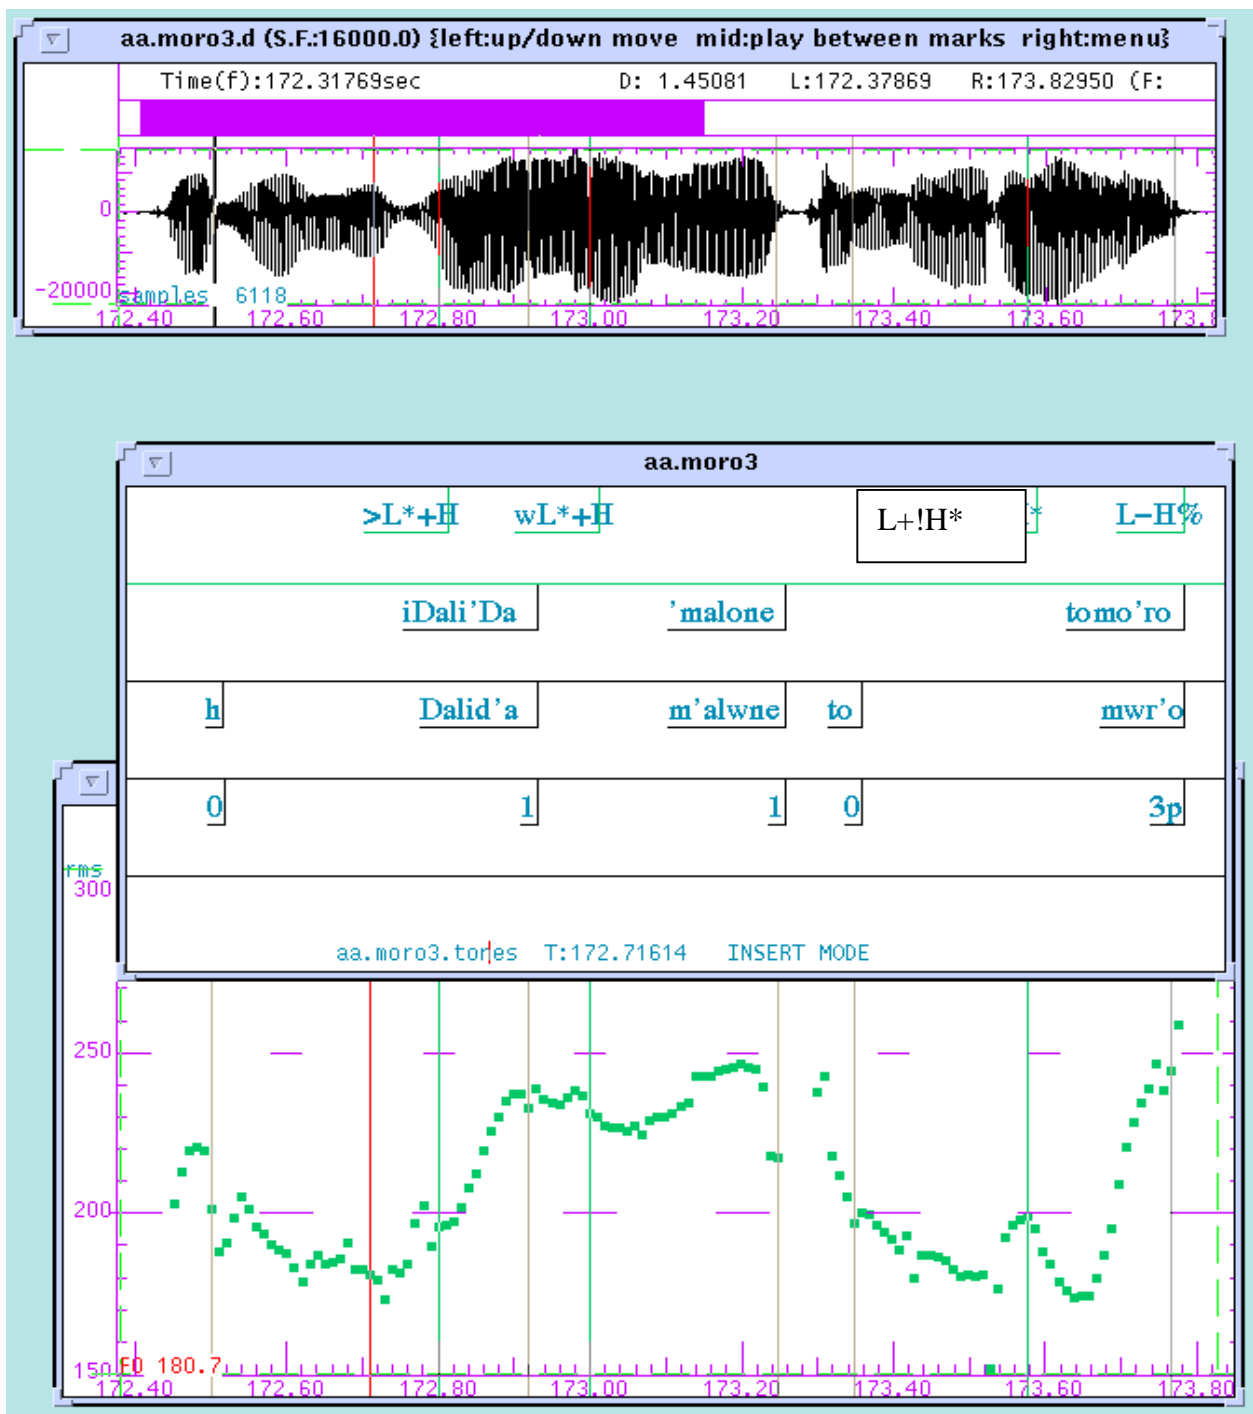 aa.moro3.d (S.F.:16000.0) {left:up/down move mid:play between marks right:menu}
Time(f):172.31769sec D: 1.45081 L:172.37869 R:173.82950 (F:
0
-20000
samples 6118
172.40 172.60 172.80 173.00 173.20 173.40 173.60 173.8
aa.moro3
>L*+H wL*+H L+!H* L-H%
iDali'Da 'malone tomo'ro
h Dalid'a m'alwne to mwr'o
0 1 1 0 3p
rms
300
aa.moro3.tones T:172.71614 INSERT MODE
250
200
150
F0 180.7
172.40 172.60 172.80 173.00 173.20 173.40 173.60 173.80